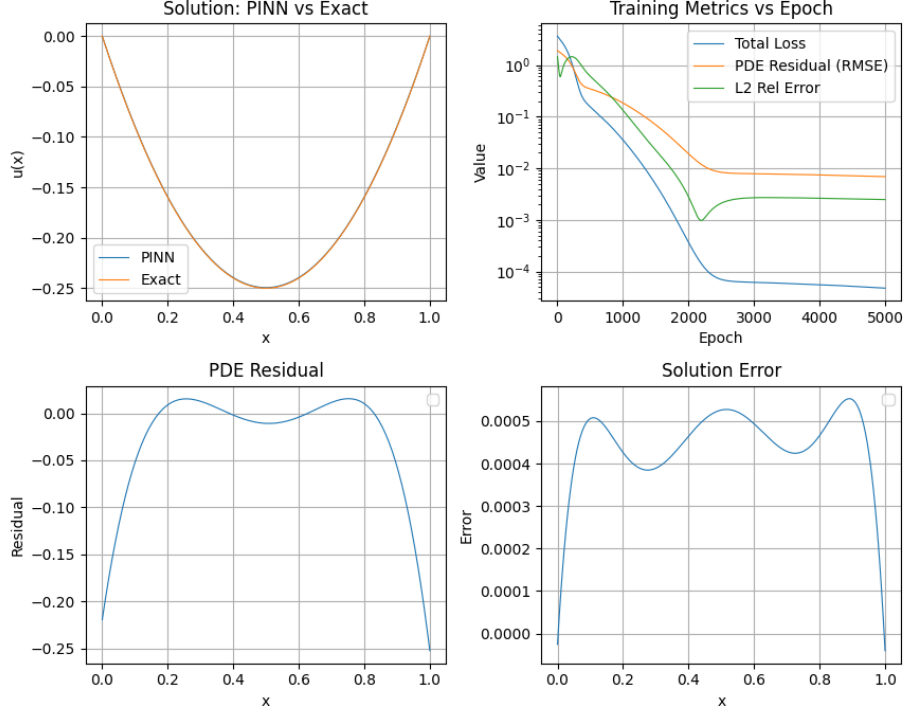 Solution: PINN vs Exact
u(x)
0.00
−0.05
−0.10
−0.15
−0.20
−0.25
PINN
Exact
0.0 0.2 0.4 0.6 0.8 1.0
x
Training Metrics vs Epoch
Value
10⁰
10⁻¹
10⁻²
10⁻³
10⁻⁴
Total Loss
PDE Residual (RMSE)
L2 Rel Error
0 1000 2000 3000 4000 5000
Epoch
PDE Residual
Residual
0.00
−0.05
−0.10
−0.15
−0.20
−0.25
0.0 0.2 0.4 0.6 0.8 1.0
x
Solution Error
Error
0.0005
0.0004
0.0003
0.0002
0.0001
0.0000
0.0 0.2 0.4 0.6 0.8 1.0
x